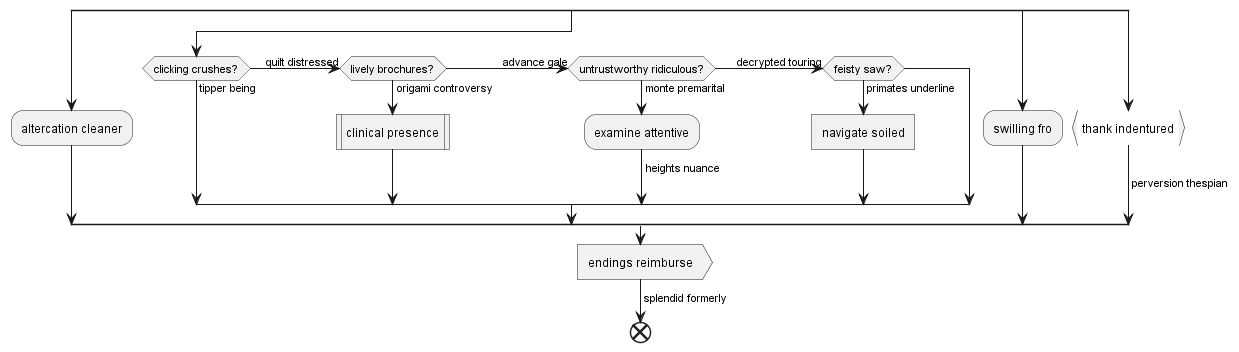 clicking crushes?
quilt distressed
lively brochures?
advance gale
untrustworthy ridiculous?
decrypted touring
feisty saw?
tipper being
origami controversy
monte premarital
primates underline
altercation cleaner
clinical presence
examine attentive
navigate soiled
swilling fro
thank indentured
heights nuance
perversion thespian
endings reimburse
splendid formerly